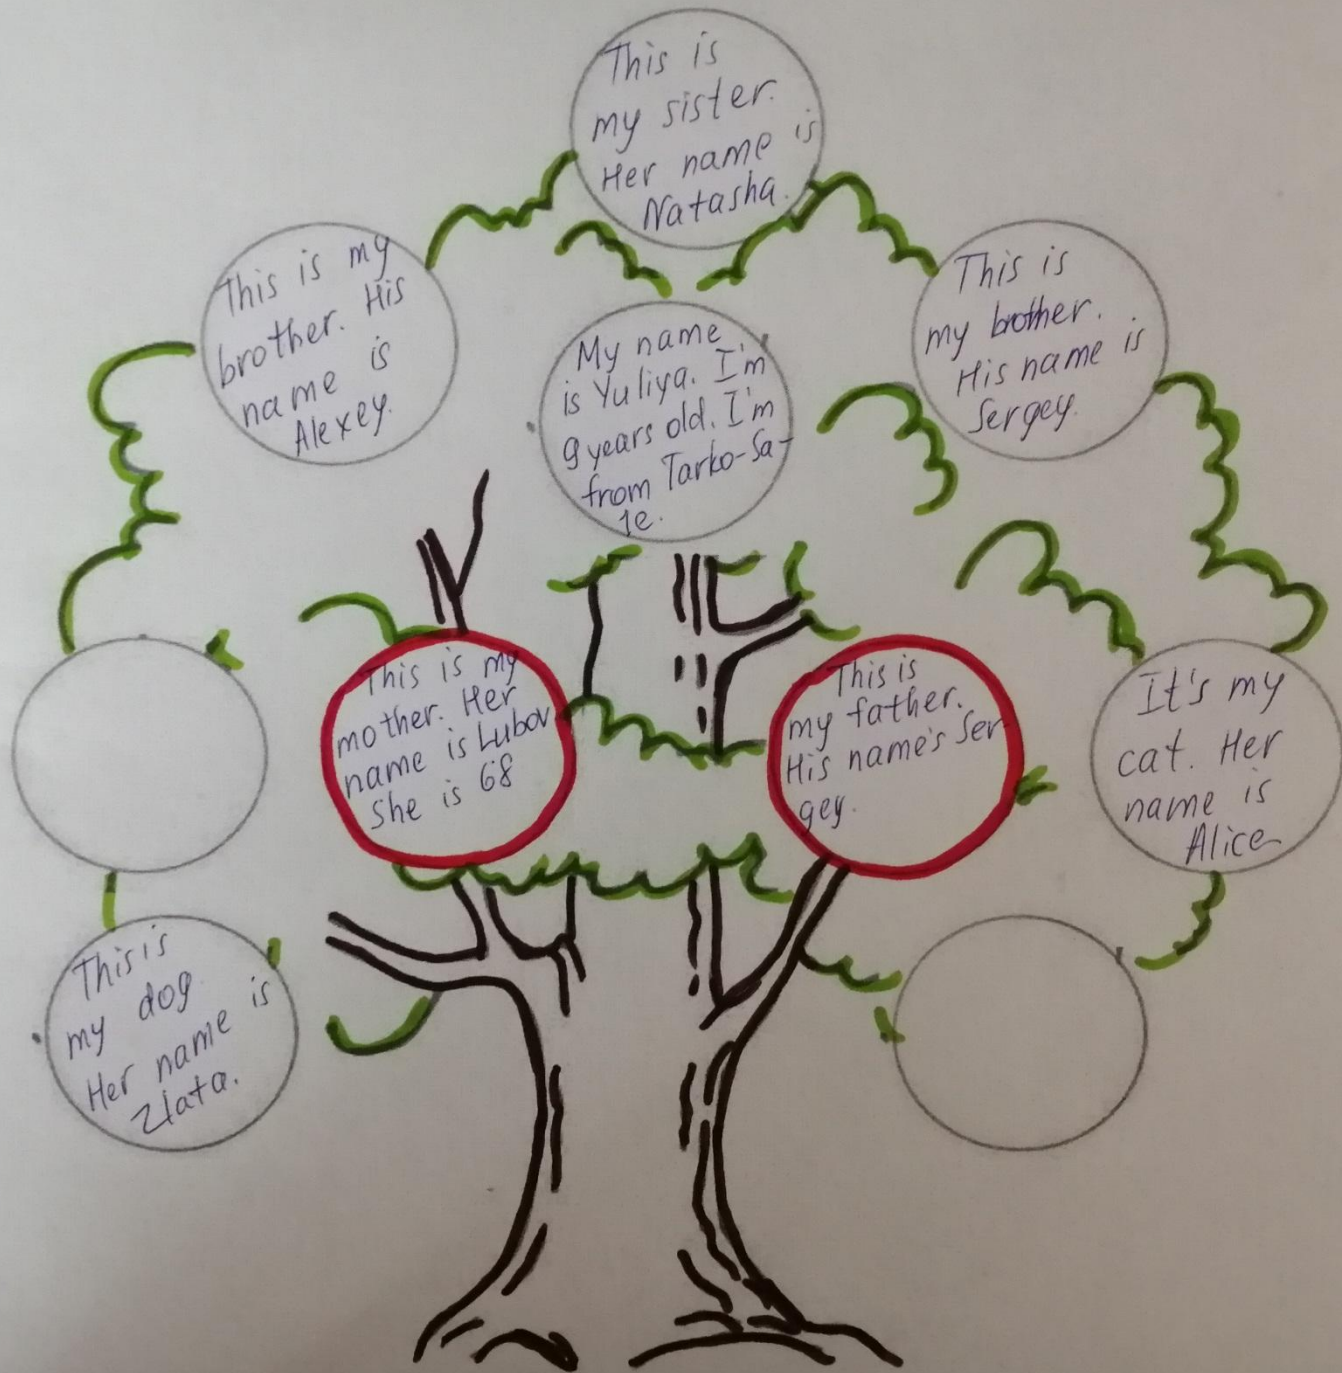 This is
my sister.
Her name is
Natasha.
This is my
brother. His
name is
Alexey.
My name
is Yuliya. I'm
9 years old. I'm
from Tarko-Sa-
le.
This is
my brother.
His name is
Sergey.
This is my
mother. Her
name is Lubov
She is 68
This is
my father.
His name's Ser-
gey.
It's my
cat. Her
name is
Alice
This is
my dog
Her name is
Zlata.